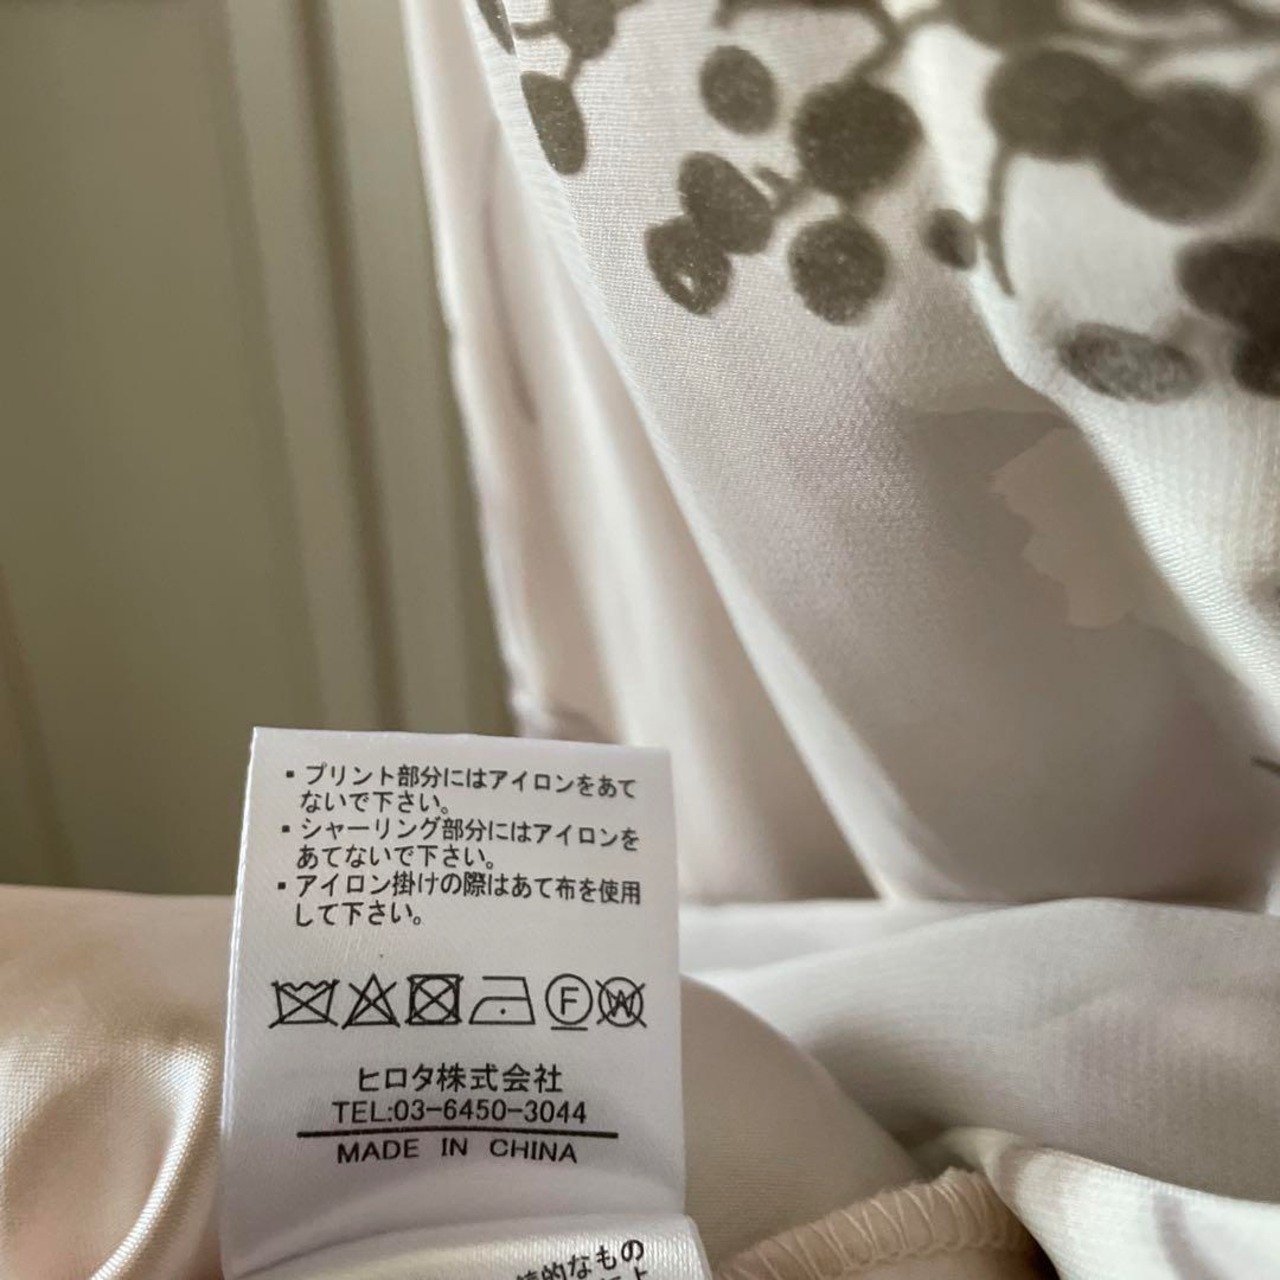 ▪プリント部分にはアイロンをあて
ないで下さい。
▪シャーリング部分にはアイロンを
あてないで下さい。
▪アイロン掛けの際はあて布を使用
して下さい。
F W
ヒロタ株式会社
TEL:03-6450-3044
MADE IN CHINA
的なもの